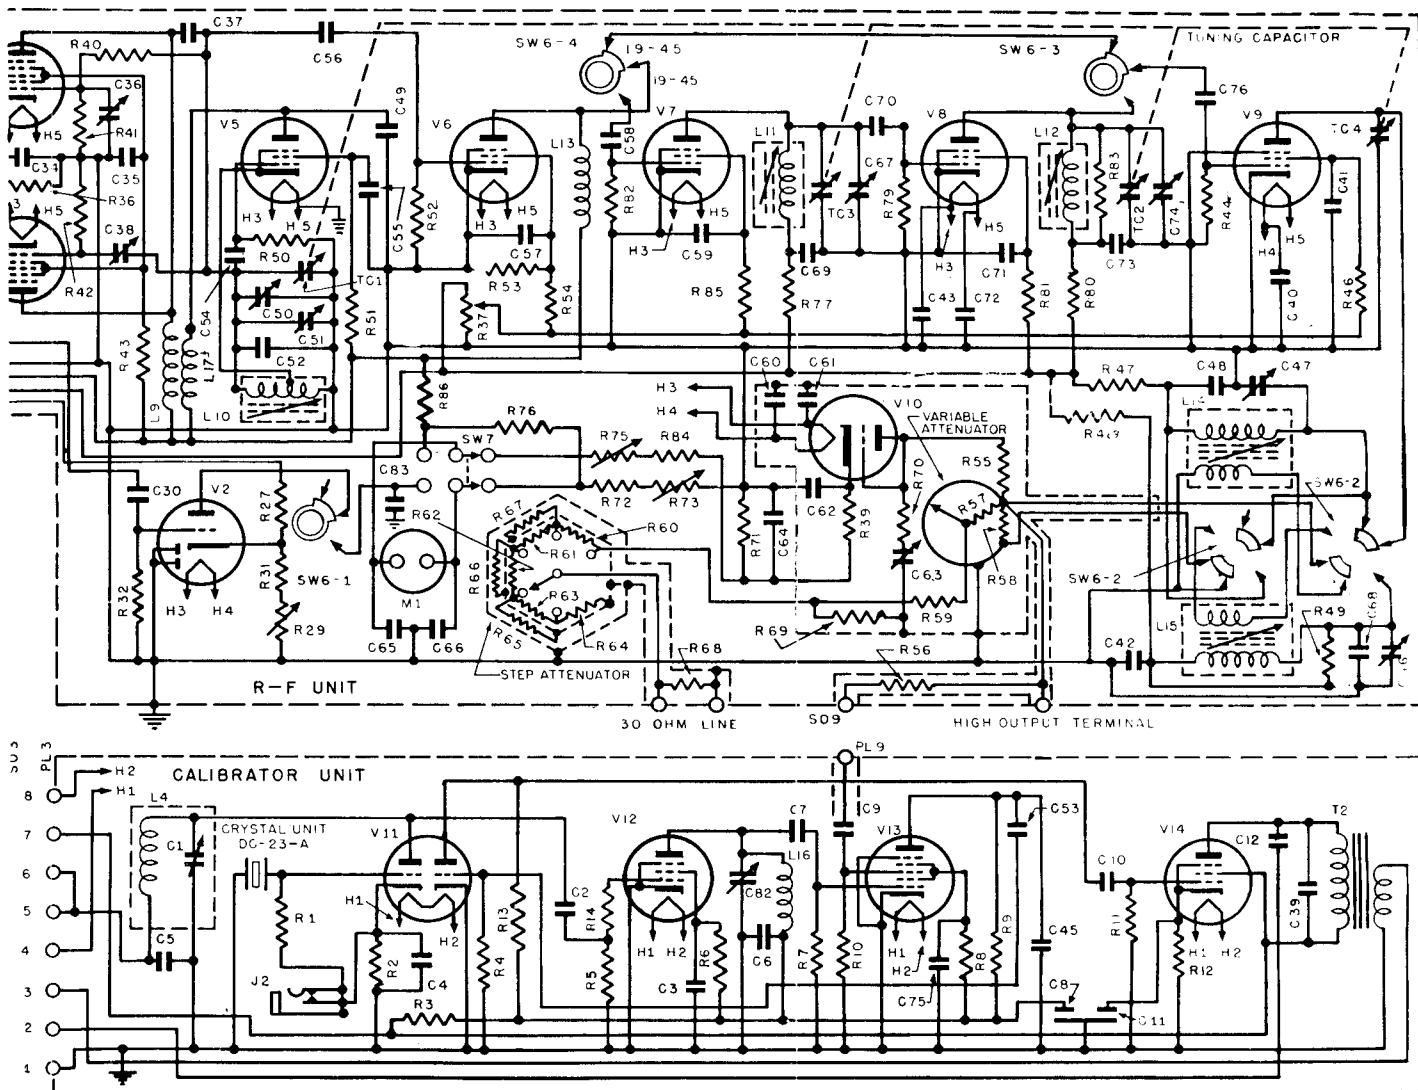 C37
R40
C56
SW6-4
19-45
19-45
SW6-3
TUNING CAPACITOR
C36
C49
C76
R41
V5
V6
V7
C70
V8
V9
TC4
C58
L13
L11
L12
C34
C35
C67
R83
C41
R36
R82
R79
R44
H5
H5
C38
H3
H5
C55
R52
H3
H5
H3
H5
TC3
H3
H5
TC2
C74
H4
H5
R42
R50
TC1
C57
C59
C69
C71
C73
R53
R54
R85
R77
C43
C72
R81
R80
C40
R46
R43
C54
C50
C51
R51
R37
L9
L17
C52
L10
R86
R76
H3
H4
C60
C61
V10
VARIABLE
ATTENUATOR
R47
C48
C47
L14
SW7
R75
R84
R55
C30
V2
R27
C83
R72
R73
C62
R39
R70
R57
R58
SW6-2
R62
R67
R60
R61
R71
C64
C63
SW6-2
R32
R31
SW6-1
M1
R66
R63
H3
H4
R29
R65
R64
R69
R59
L15
R49
C68
C65
C66
STEP ATTENUATOR
R68
R56
C42
R-F UNIT
30 OHM LINE
SO9
HIGH OUTPUT TERMINAL
PL3
PL9
8
H2
H1
CALIBRATOR UNIT
L4
7
C1
CRYSTAL UNIT
DC-23-A
V11
V12
C7
C9
V13
C53
V14
C12
T2
6
L16
C82
C10
5
R1
H1
H2
R13
C2
R14
H1
H2
R9
C45
R11
C39
4
C5
R2
C4
R4
R5
R6
C6
R7
R10
H1
H2
R8
H1
H2
R12
3
J2
R3
C3
C75
C8
C11
2
1